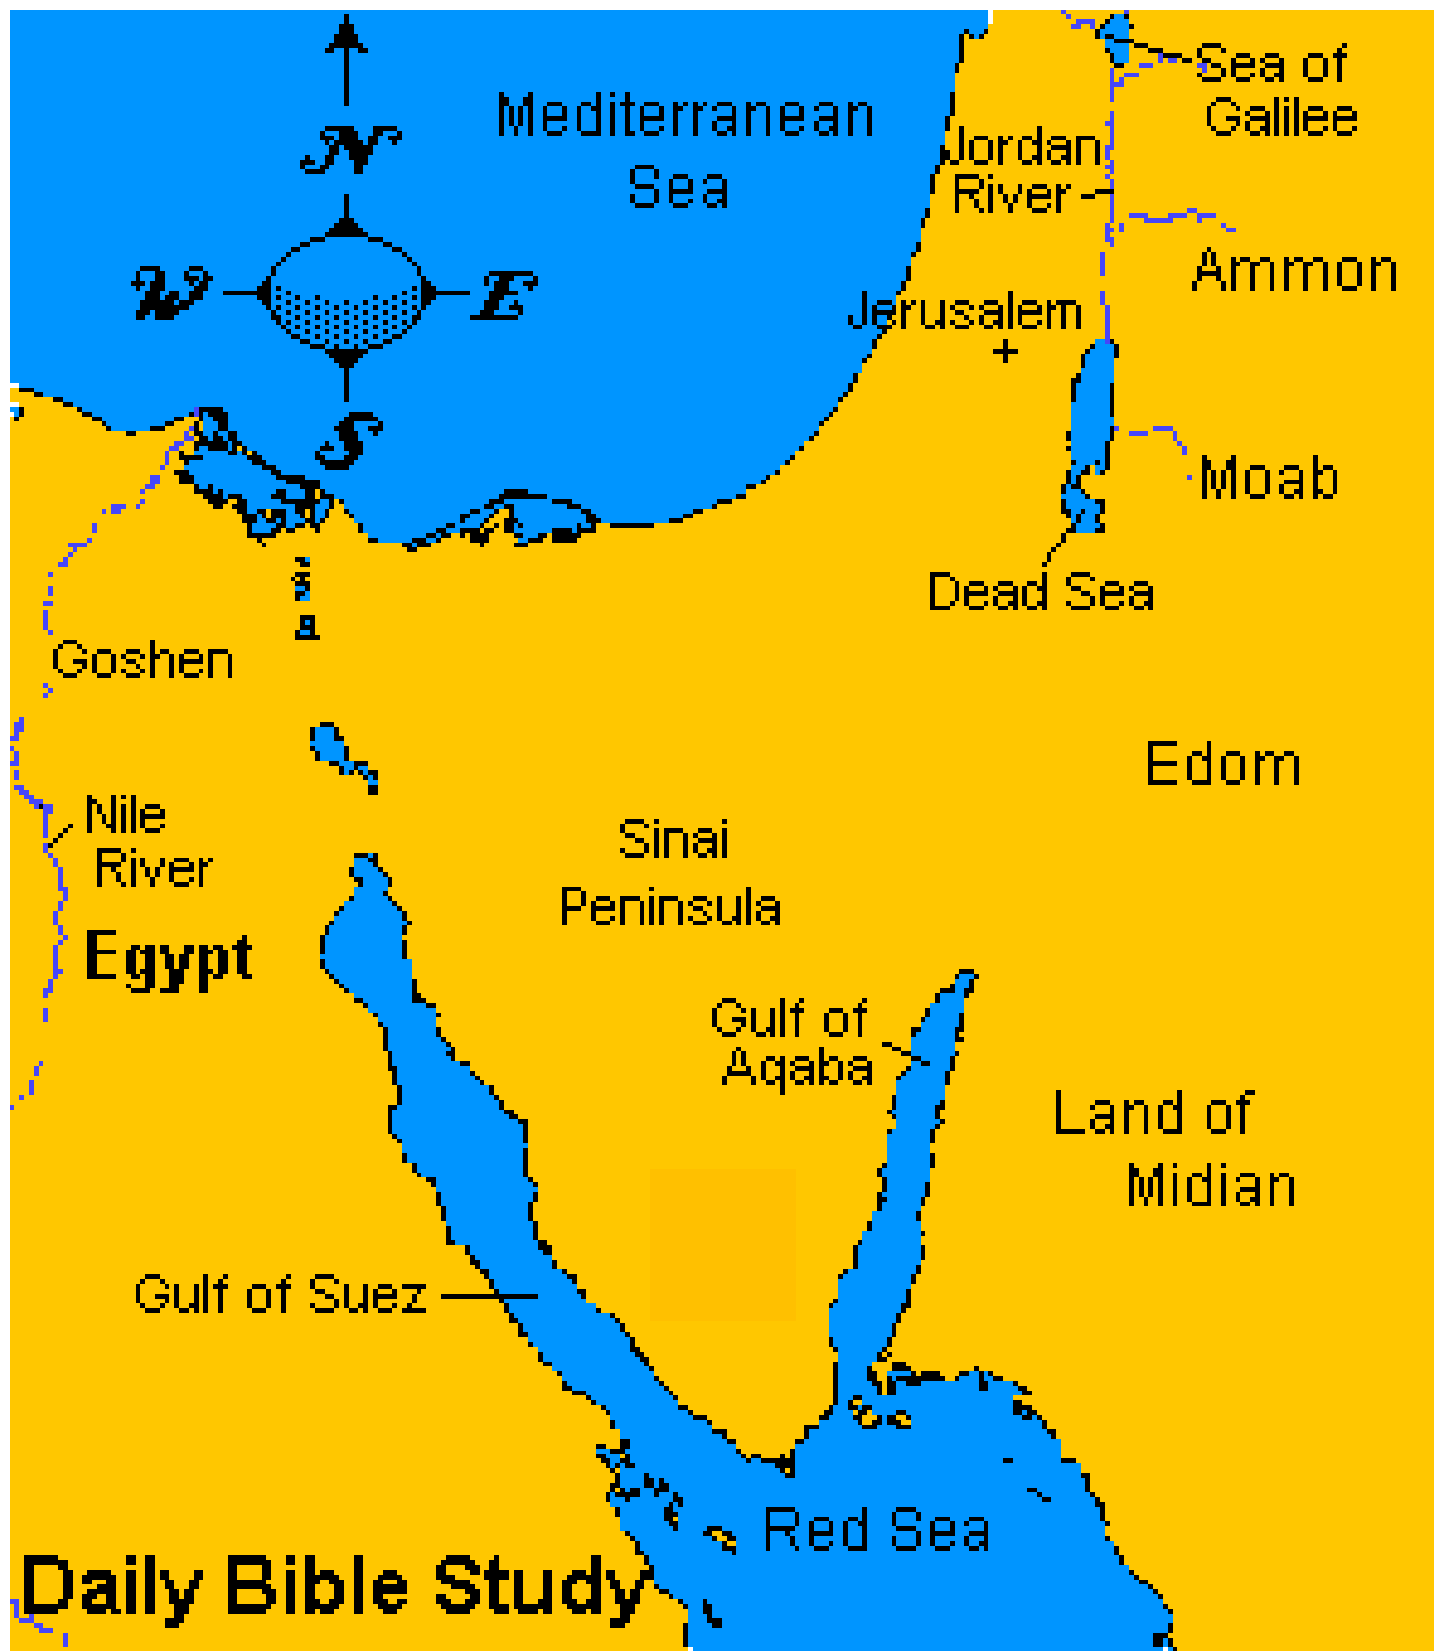 N
W
E
S
Mediterranean
Sea
Sea of
Galilee
Jordan
River
Ammon
Jerusalem
Moab
Dead Sea
Goshen
Edom
Nile
River
Sinai
Peninsula
Egypt
Gulf of
Aqaba
Land of
Midian
Gulf of Suez
Red Sea
Daily Bible Study